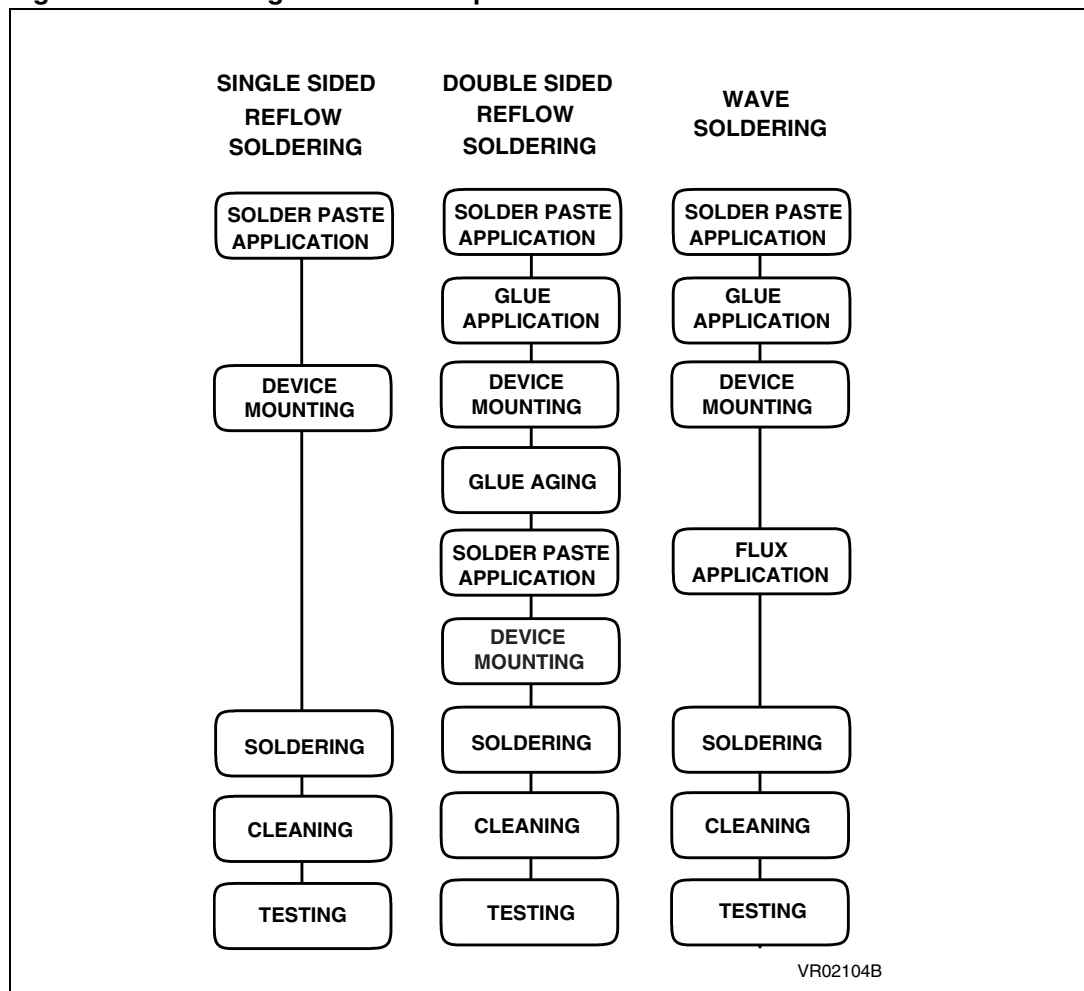 SINGLE SIDED
REFLOW
SOLDERING
SOLDER PASTE
APPLICATION
DEVICE
MOUNTING
SOLDERING
CLEANING
TESTING
DOUBLE SIDED
REFLOW
SOLDERING
SOLDER PASTE
APPLICATION
GLUE
APPLICATION
DEVICE
MOUNTING
GLUE AGING
SOLDER PASTE
APPLICATION
DEVICE
MOUNTING
SOLDERING
CLEANING
TESTING
WAVE
SOLDERING
SOLDER PASTE
APPLICATION
GLUE
APPLICATION
DEVICE
MOUNTING
FLUX
APPLICATION
SOLDERING
CLEANING
TESTING
VR02104B